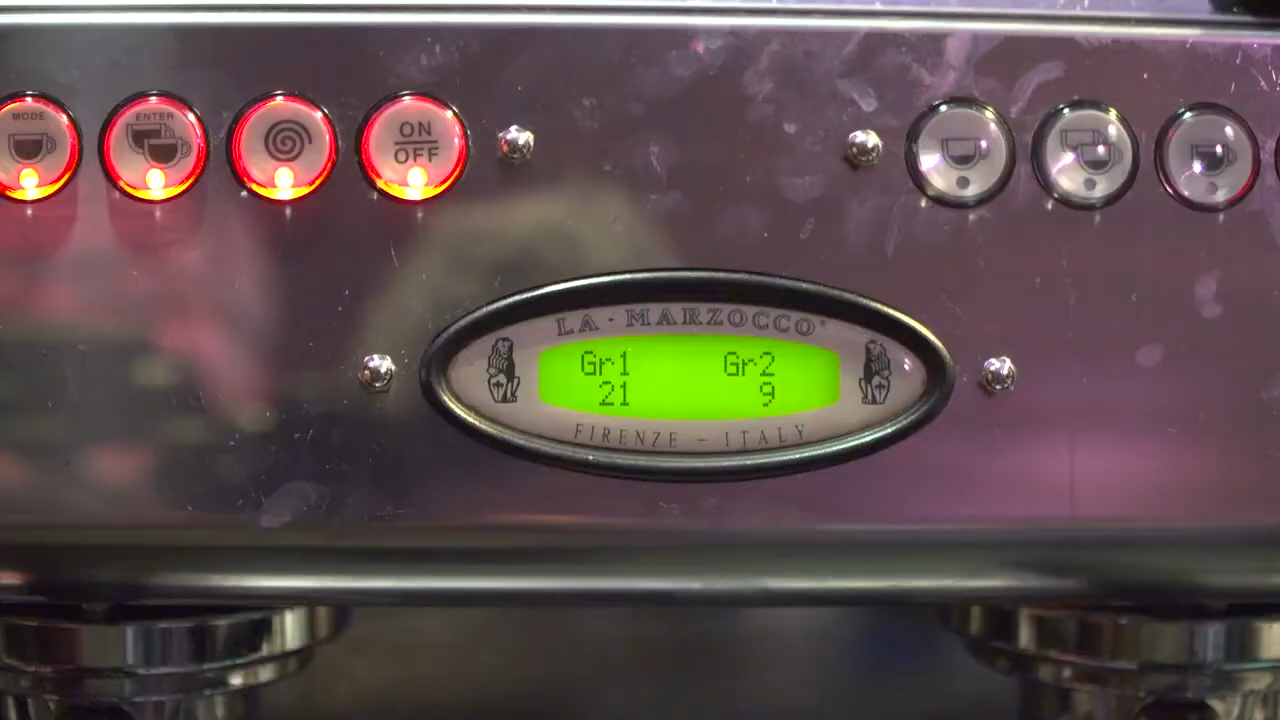 MODE
ENTER
ON
OFF
LA · MARZOCCO
Gr1 Gr2
21 9
FIRENZE – ITALY